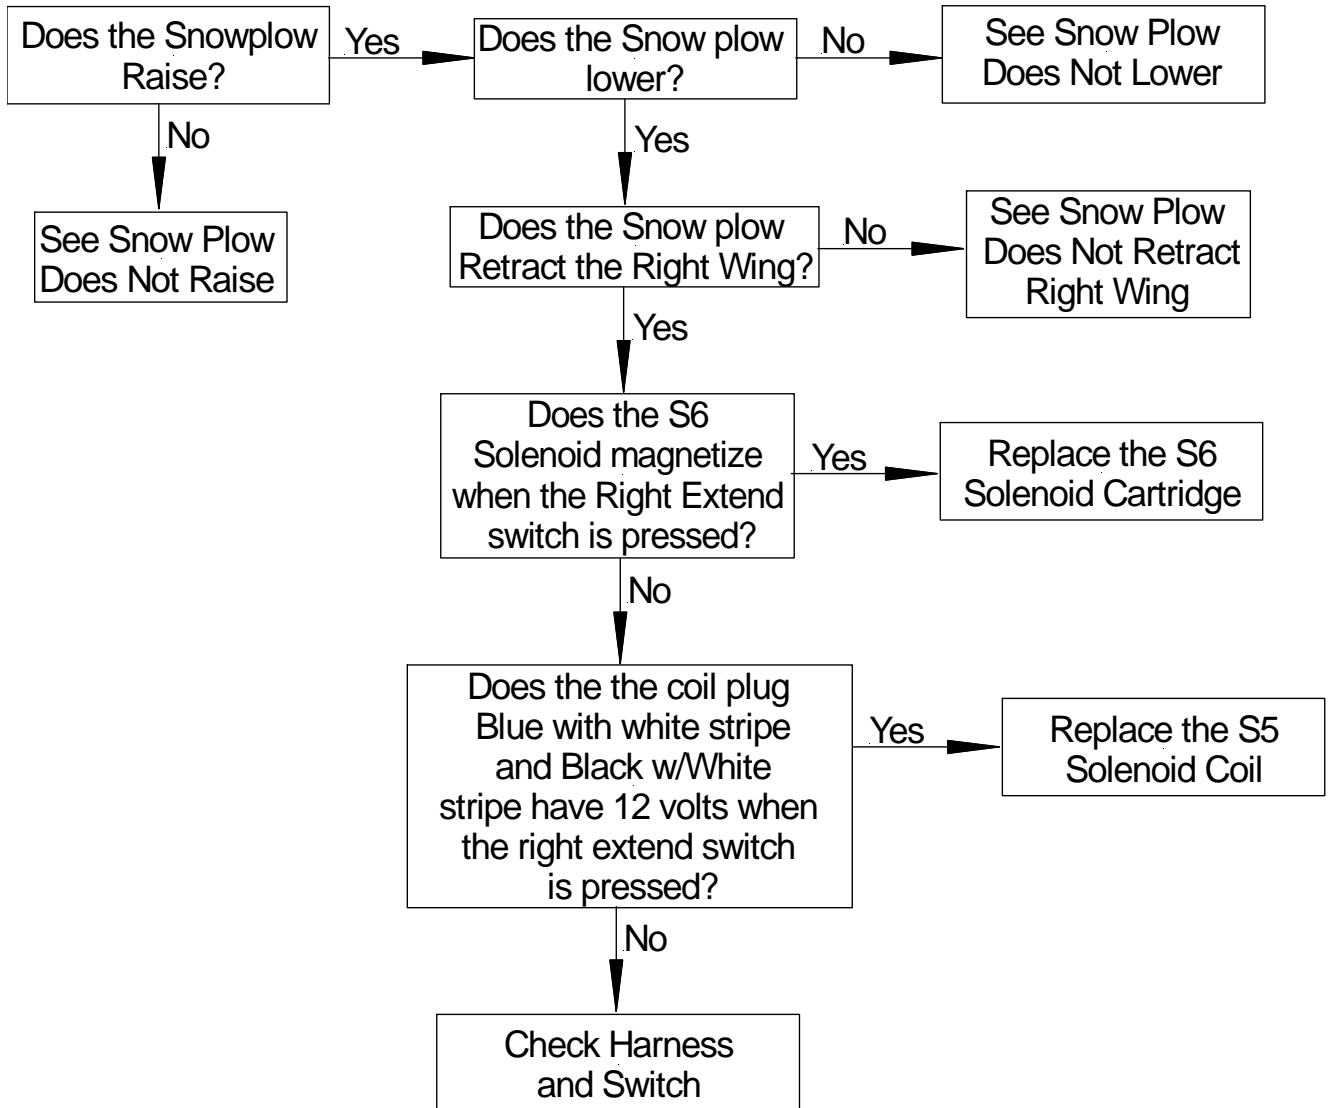 Does the Snowplow
Raise?
Yes
Does the Snow plow
lower?
No
See Snow Plow
Does Not Lower
No
See Snow Plow
Does Not Raise
Yes
Does the Snow plow
Retract the Right Wing?
No
See Snow Plow
Does Not Retract
Right Wing
Yes
Does the S6
Solenoid magnetize
when the Right Extend
switch is pressed?
Yes
Replace the S6
Solenoid Cartridge
No
Does the the coil plug
Blue with white stripe
and Black w/White
stripe have 12 volts when
the right extend switch
is pressed?
Yes
Replace the S5
Solenoid Coil
No
Check Harness
and Switch